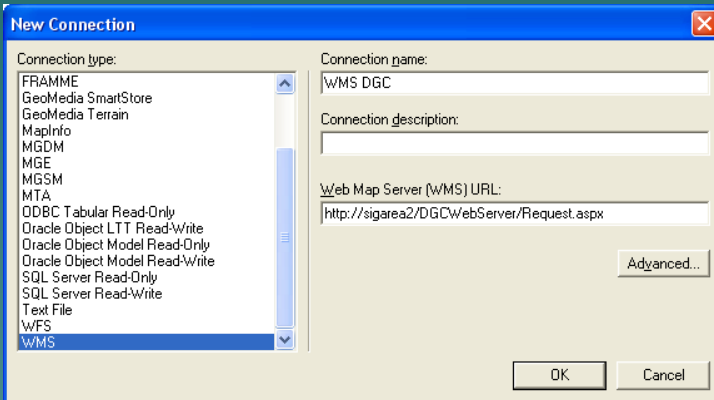 New Connection
Connection type:
FRAMME
GeoMedia SmartStore
GeoMedia Terrain
MapInfo
MGDM
MGE
MGSM
MTA
ODBC Tabular Read-Only
Oracle Object LTT Read-Write
Oracle Object Model Read-Only
Oracle Object Model Read-Write
SQL Server Read-Only
SQL Server Read-Write
Text File
WFS
WMS
Connection name:
WMS DGC
Connection description:
Web Map Server (WMS) URL:
http://sigarea2/DGCWebServer/Request.aspx
Advanced...
OK
Cancel